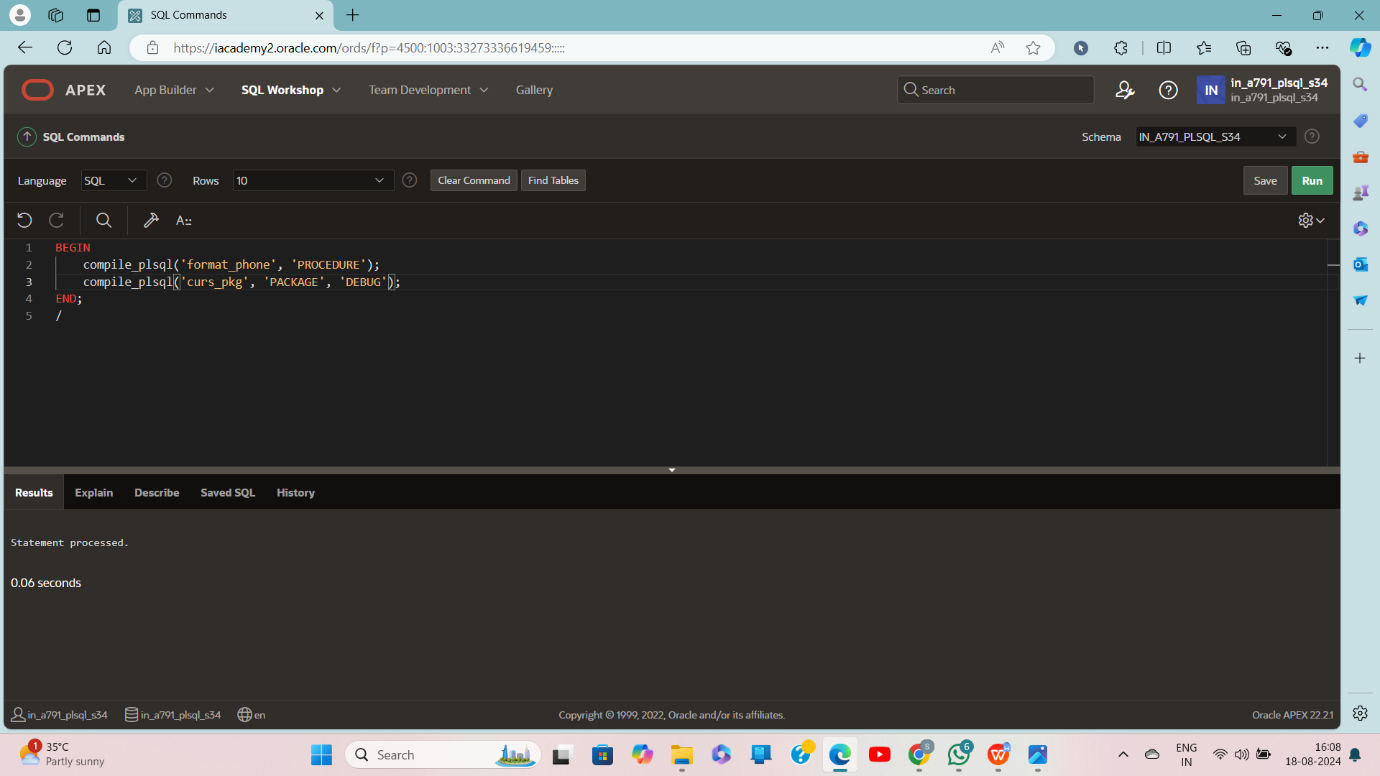 SQL Commands
https://iacademy2.oracle.com/ords/f?p=4500:1003:33273336619459:::::
APEX App Builder SQL Workshop Team Development Gallery Search IN in_a791_plsql_s34
in_a791_plsql_s34
SQL Commands Schema IN_A791_PLSQL_S34
Language SQL Rows 10 Clear Command Find Tables Save Run
1 BEGIN
2 compile_plsql('format_phone', 'PROCEDURE');
3 compile_plsql('curs_pkg', 'PACKAGE', 'DEBUG');
4 END;
5 /
Results Explain Describe Saved SQL History
Statement processed.
0.06 seconds
in_a791_plsql_s34 in_a791_plsql_s34 en Copyright © 1999, 2022, Oracle and/or its affiliates. Oracle APEX 22.2.1
1 35°C
Partly sunny
Search
S 6
ENG
IN
16:08
18-08-2024